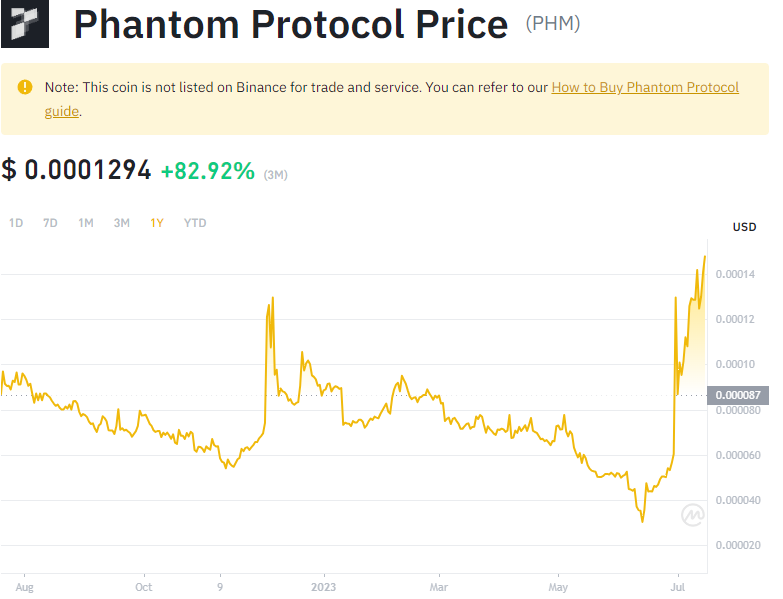 Phantom Protocol Price (PHM)
Note: This coin is not listed on Binance for trade and service. You can refer to our How to Buy Phantom Protocol
guide.
$ 0.0001294 +82.92% (3M)
1D 7D 1M 3M 1Y YTD
USD
0.00014
0.00012
0.00010
0.000087
0.000080
0.000060
0.000040
0.000020
Aug Oct 9 2023 Mar May Jul